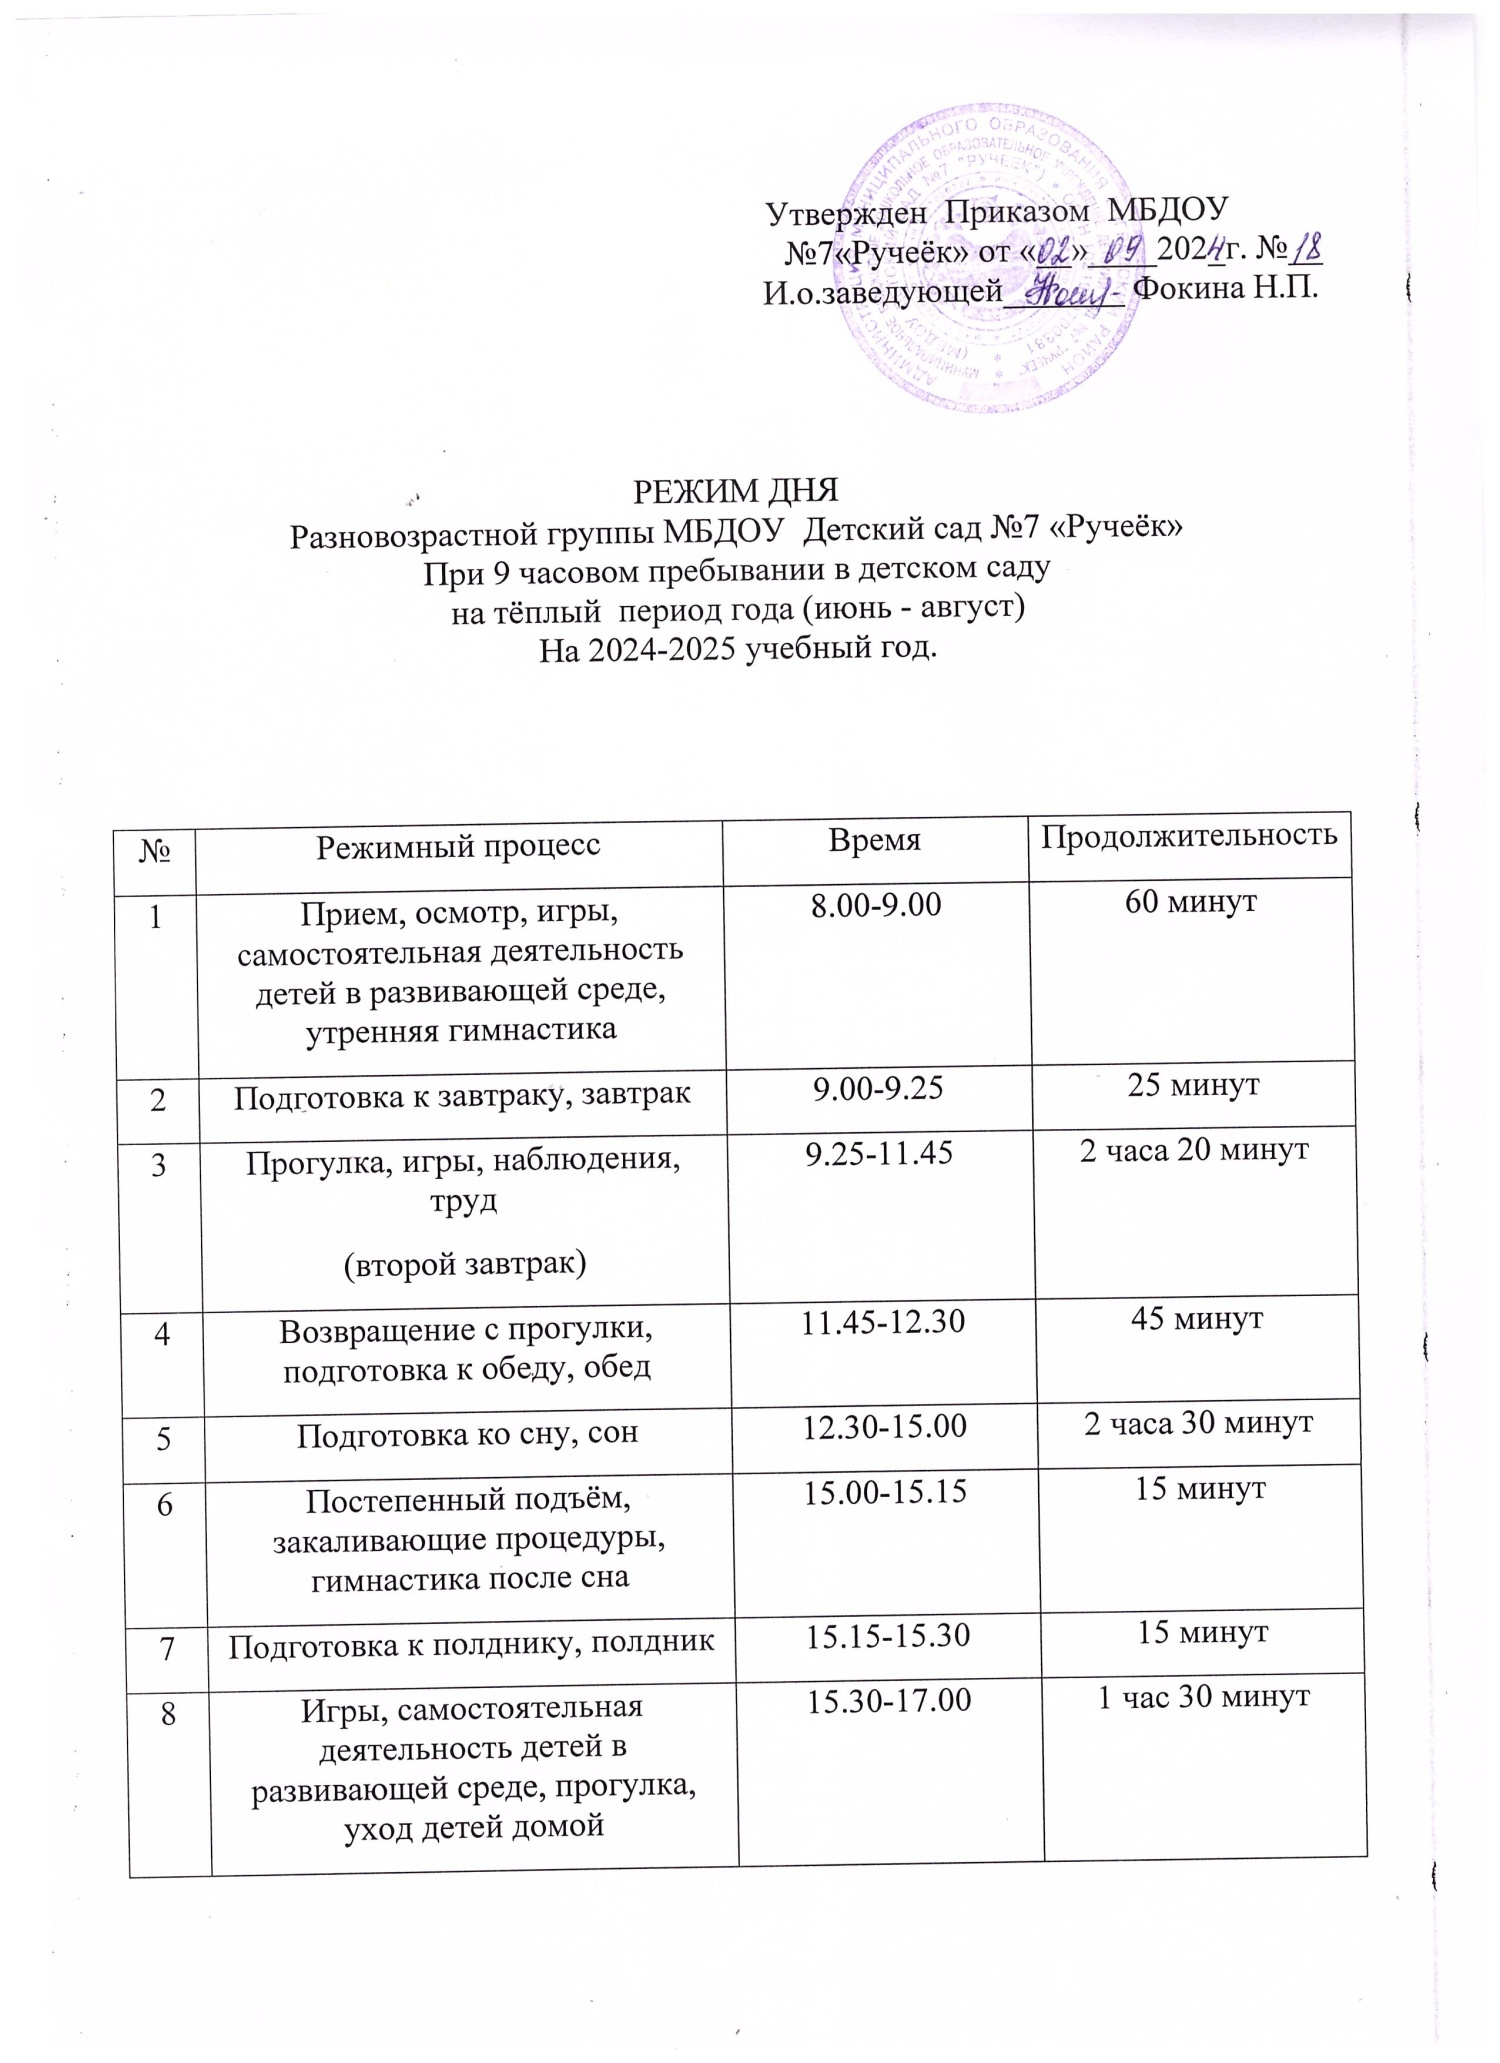 Утвержден Приказом МБДОУ
№7«Ручеёк» от «02» 09 2024г. №18
И.о.заведующей________ Фокина Н.П.
МУНИЦИПАЛЬНОГО ОБРАЗОВАНИЯ
РЕЖИМ ДНЯ
Разновозрастной группы МБДОУ Детский сад №7 «Ручеёк»
При 9 часовом пребывании в детском саду
на тёплый период года (июнь - август)
На 2024-2025 учебный год.
№ Режимный процесс Время Продолжительность
1 Прием, осмотр, игры, 8.00-9.00 60 минут
самостоятельная деятельность
детей в развивающей среде,
утренняя гимнастика
2 Подготовка к завтраку, завтрак 9.00-9.25 25 минут
3 Прогулка, игры, наблюдения, 9.25-11.45 2 часа 20 минут
труд
(второй завтрак)
4 Возвращение с прогулки, 11.45-12.30 45 минут
подготовка к обеду, обед
5 Подготовка ко сну, сон 12.30-15.00 2 часа 30 минут
6 Постепенный подъём, 15.00-15.15 15 минут
закаливающие процедуры,
гимнастика после сна
7 Подготовка к полднику, полдник 15.15-15.30 15 минут
8 Игры, самостоятельная 15.30-17.00 1 час 30 минут
деятельность детей в
развивающей среде, прогулка,
уход детей домой